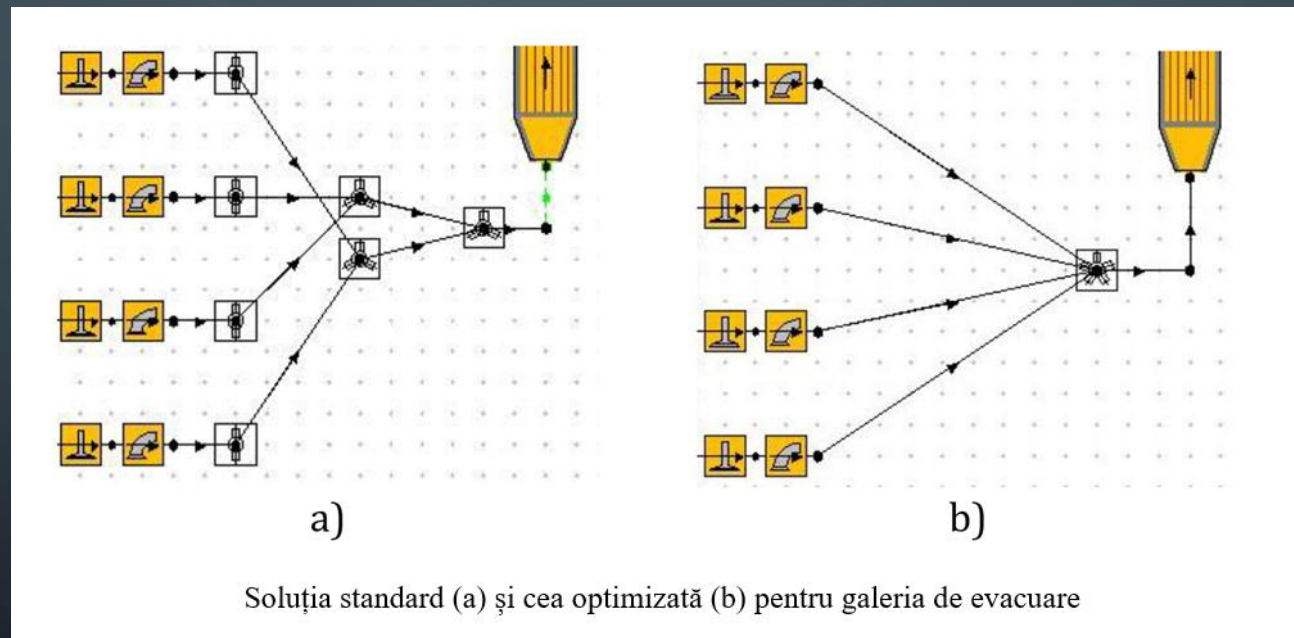 a)
b)
Soluția standard (a) și cea optimizată (b) pentru galeria de evacuare